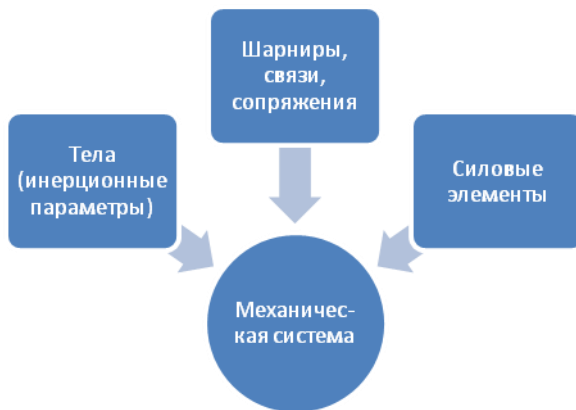 Шарниры,
связи,
сопряжения
Тела
(инерционные
параметры)
Силовые
элементы
Механичес-
кая система